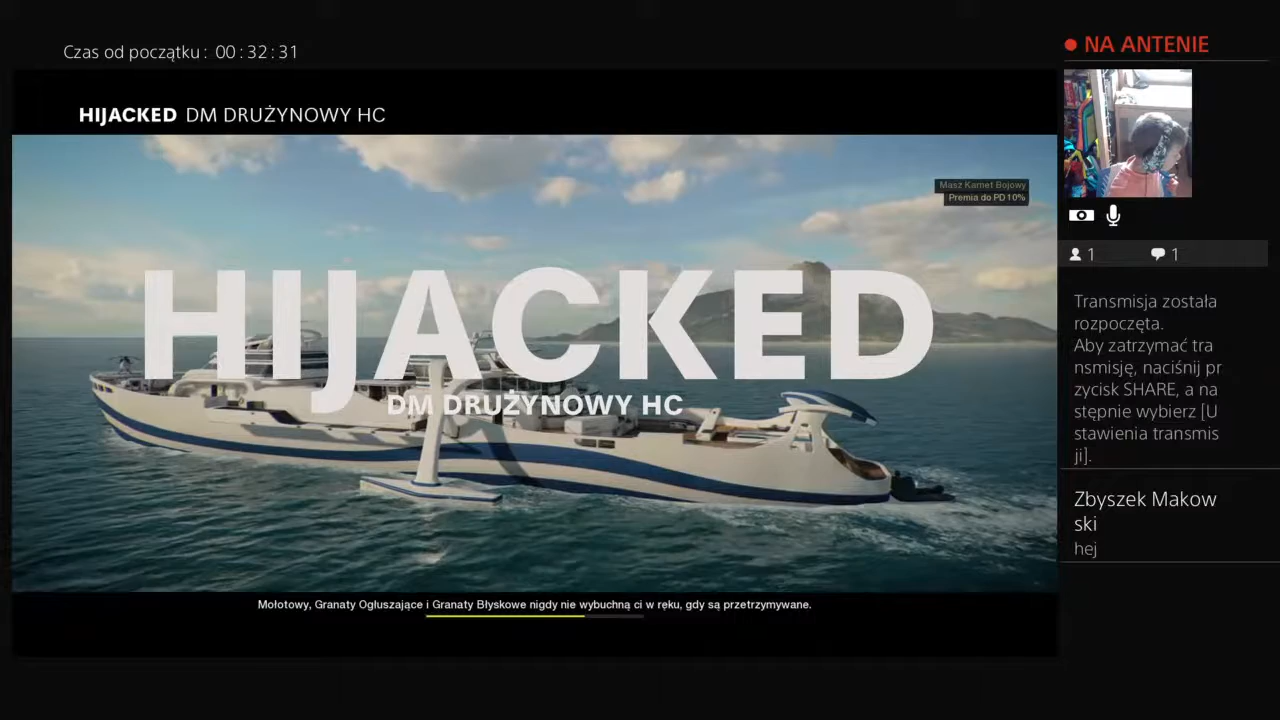 Czas od początku : 00 : 32 : 31
NA ANTENIE
HIJACKED DM DRUŻYNOWY HC
Masz Karnet Bojowy
Premia do PD 10%
HIJACKED
DM DRUŻYNOWY HC
Mołotowy, Granaty Ogłuszające i Granaty Błyskowe nigdy nie wybuchną ci w ręku, gdy są przetrzymywane.
1 1
Transmisja została
rozpoczęta.
Aby zatrzymać tra
nsmisję, naciśnij pr
zycisk SHARE, a na
stępnie wybierz [U
stawienia transmis
ji].
Zbyszek Makow
ski
hej